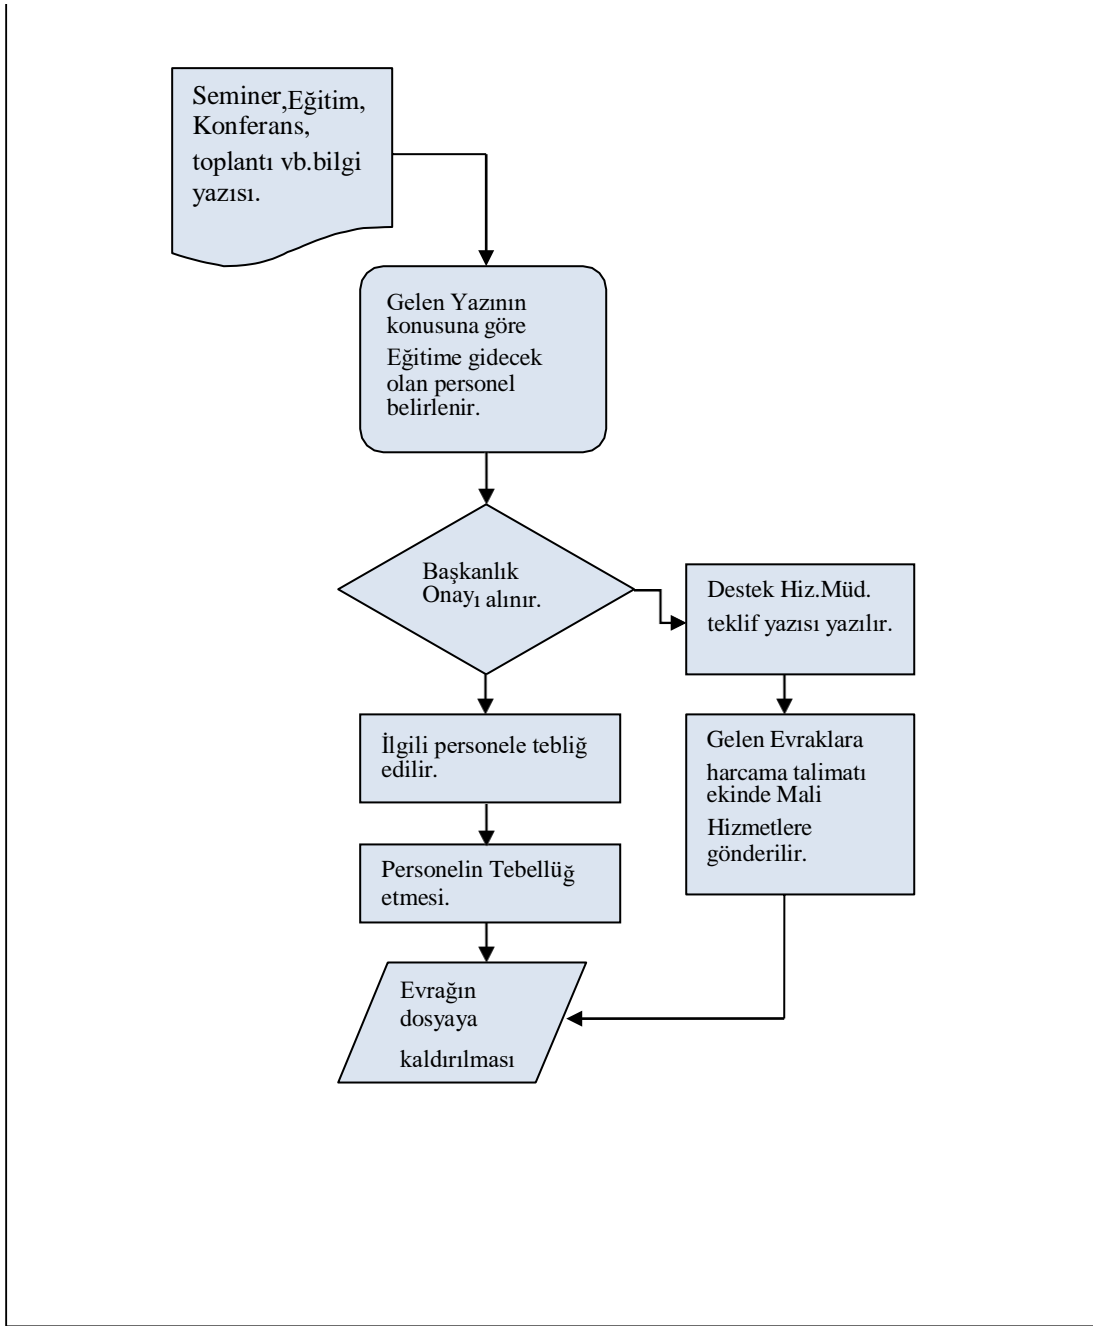 Seminer,Eğitim,
Konferans,
toplantı vb.bilgi
yazısı.
Gelen Yazının
konusuna göre
Eğitime gidecek
olan personel
belirlenir.
Başkanlık
Onayı alınır.
Destek Hiz.Müd.
teklif yazısı yazılır.
İlgili personele tebliğ
edilir.
Gelen Evraklara
harcama talimatı
ekinde Mali
Hizmetlere
gönderilir.
Personelin Tebellüğ
etmesi.
Evrağın
dosyaya
kaldırılması